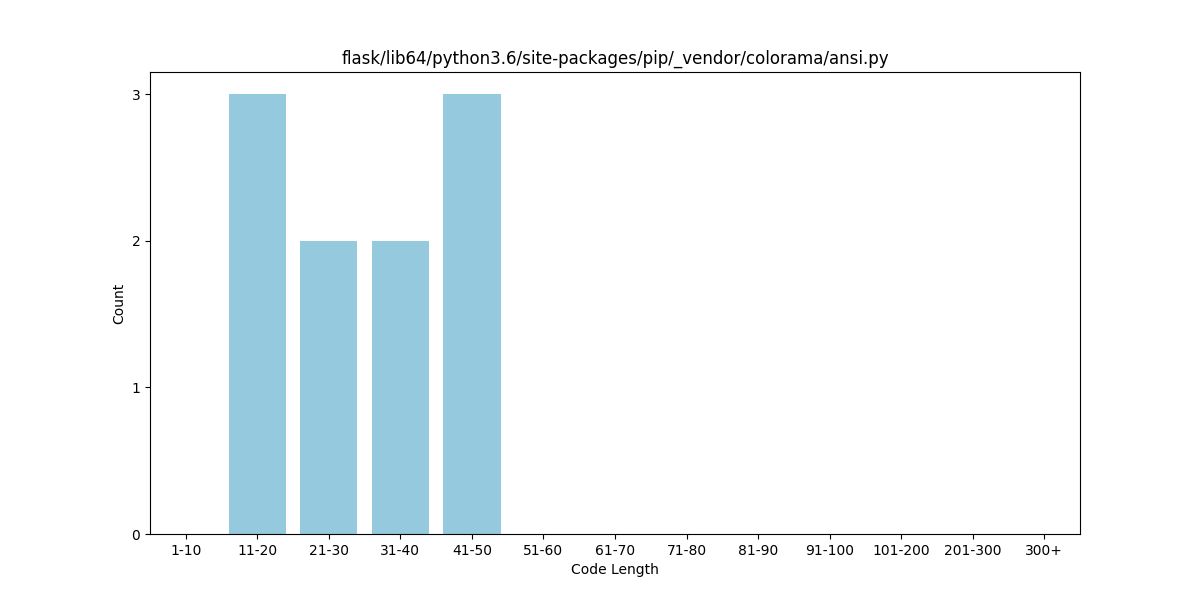 flask/lib64/python3.6/site-packages/pip/_vendor/colorama/ansi.py
3
2
1
0
Count
1-10 11-20 21-30 31-40 41-50 51-60 61-70 71-80 81-90 91-100 101-200 201-300 300+
Code Length